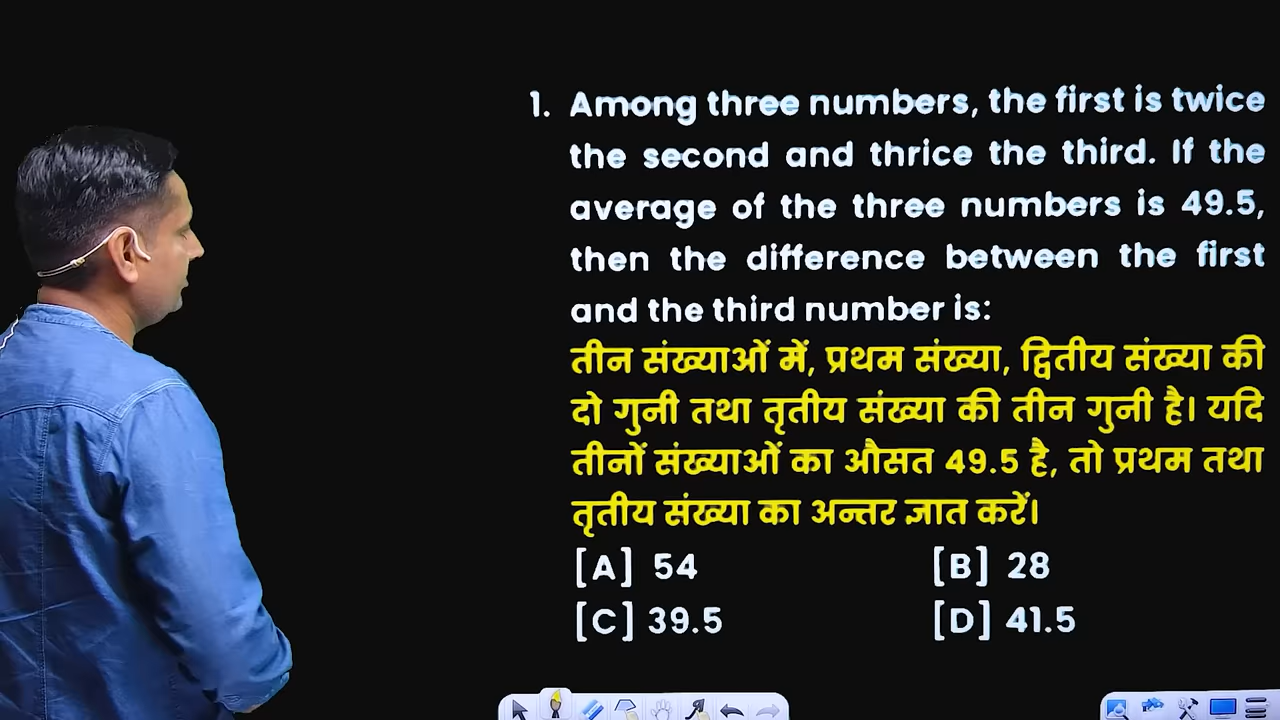 1. Among three numbers, the first is twice
the second and thrice the third. If the
average of the three numbers is 49.5,
then the difference between the first
and the third number is:
तीन संख्याओं में, प्रथम संख्या, द्वितीय संख्या की
दो गुनी तथा तृतीय संख्या की तीन गुनी है। यदि
तीनों संख्याओं का औसत 49.5 है, तो प्रथम तथा
तृतीय संख्या का अन्तर ज्ञात करें।
[A] 54 [B] 28
[C] 39.5 [D] 41.5